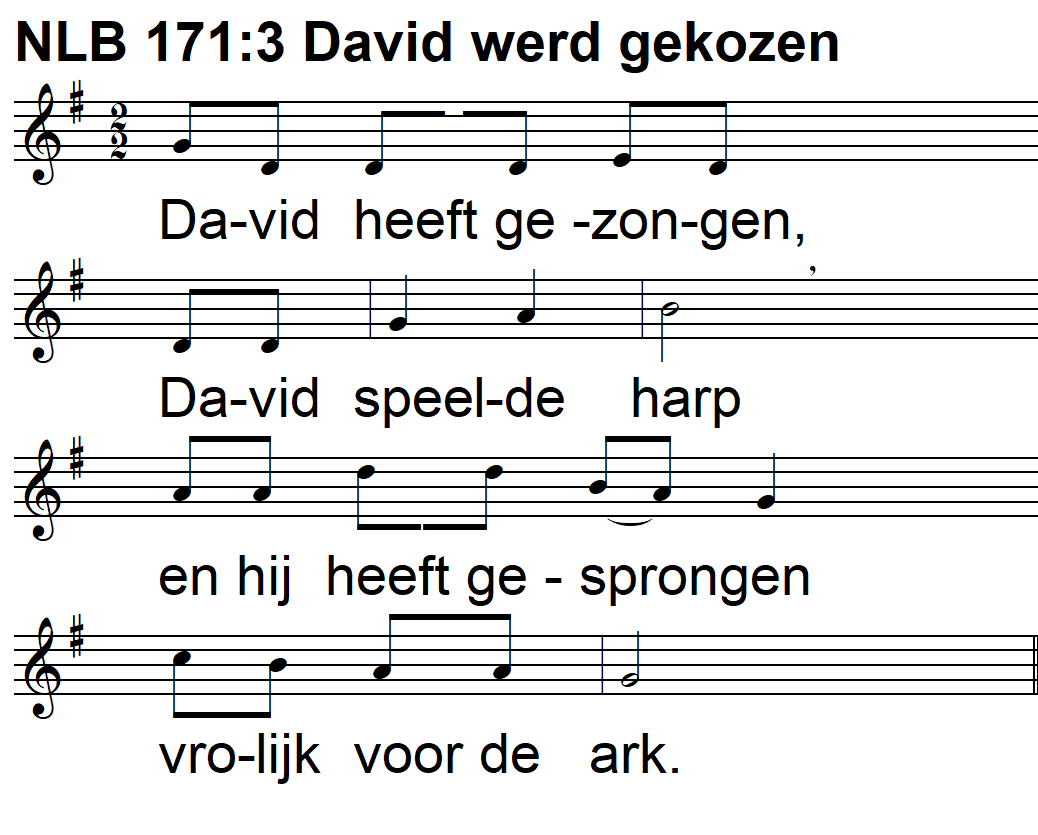 NLB 171:3 David werd gekozen
Da-vid heeft ge -zon-gen,
Da-vid speel-de harp
en hij heeft ge - sprongen
vro-lijk voor de ark.